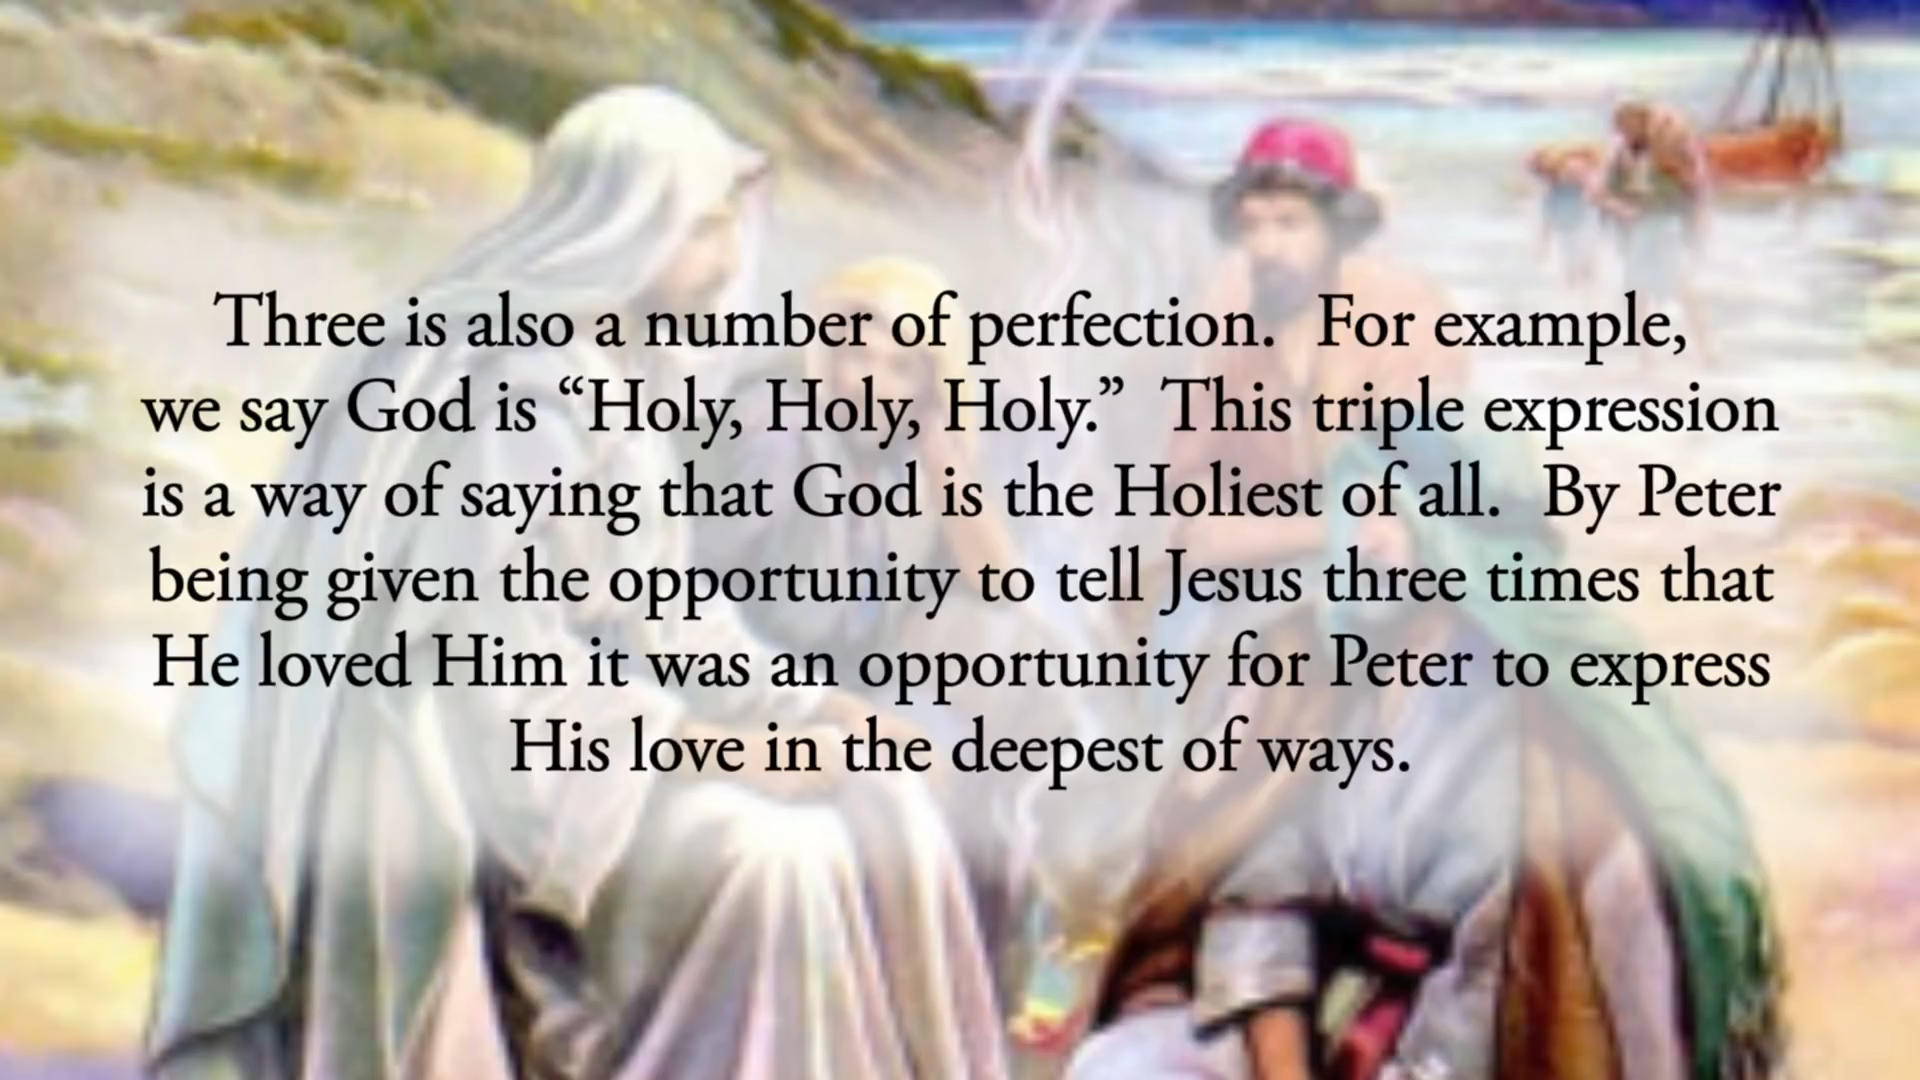 Three is also a number of perfection.  For example,
we say God is “Holy, Holy, Holy.”  This triple expression
is a way of saying that God is the Holiest of all.  By Peter
being given the opportunity to tell Jesus three times that
He loved Him it was an opportunity for Peter to express
His love in the deepest of ways.